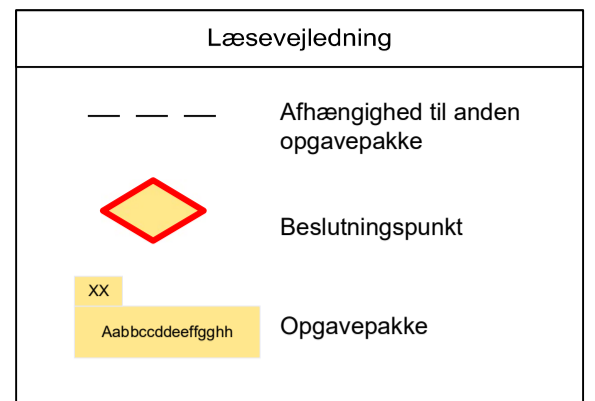 Læsevejledning
Afhængighed til anden
opgavepakke
Beslutningspunkt
XX
Aabbccddeeffgghh
Opgavepakke